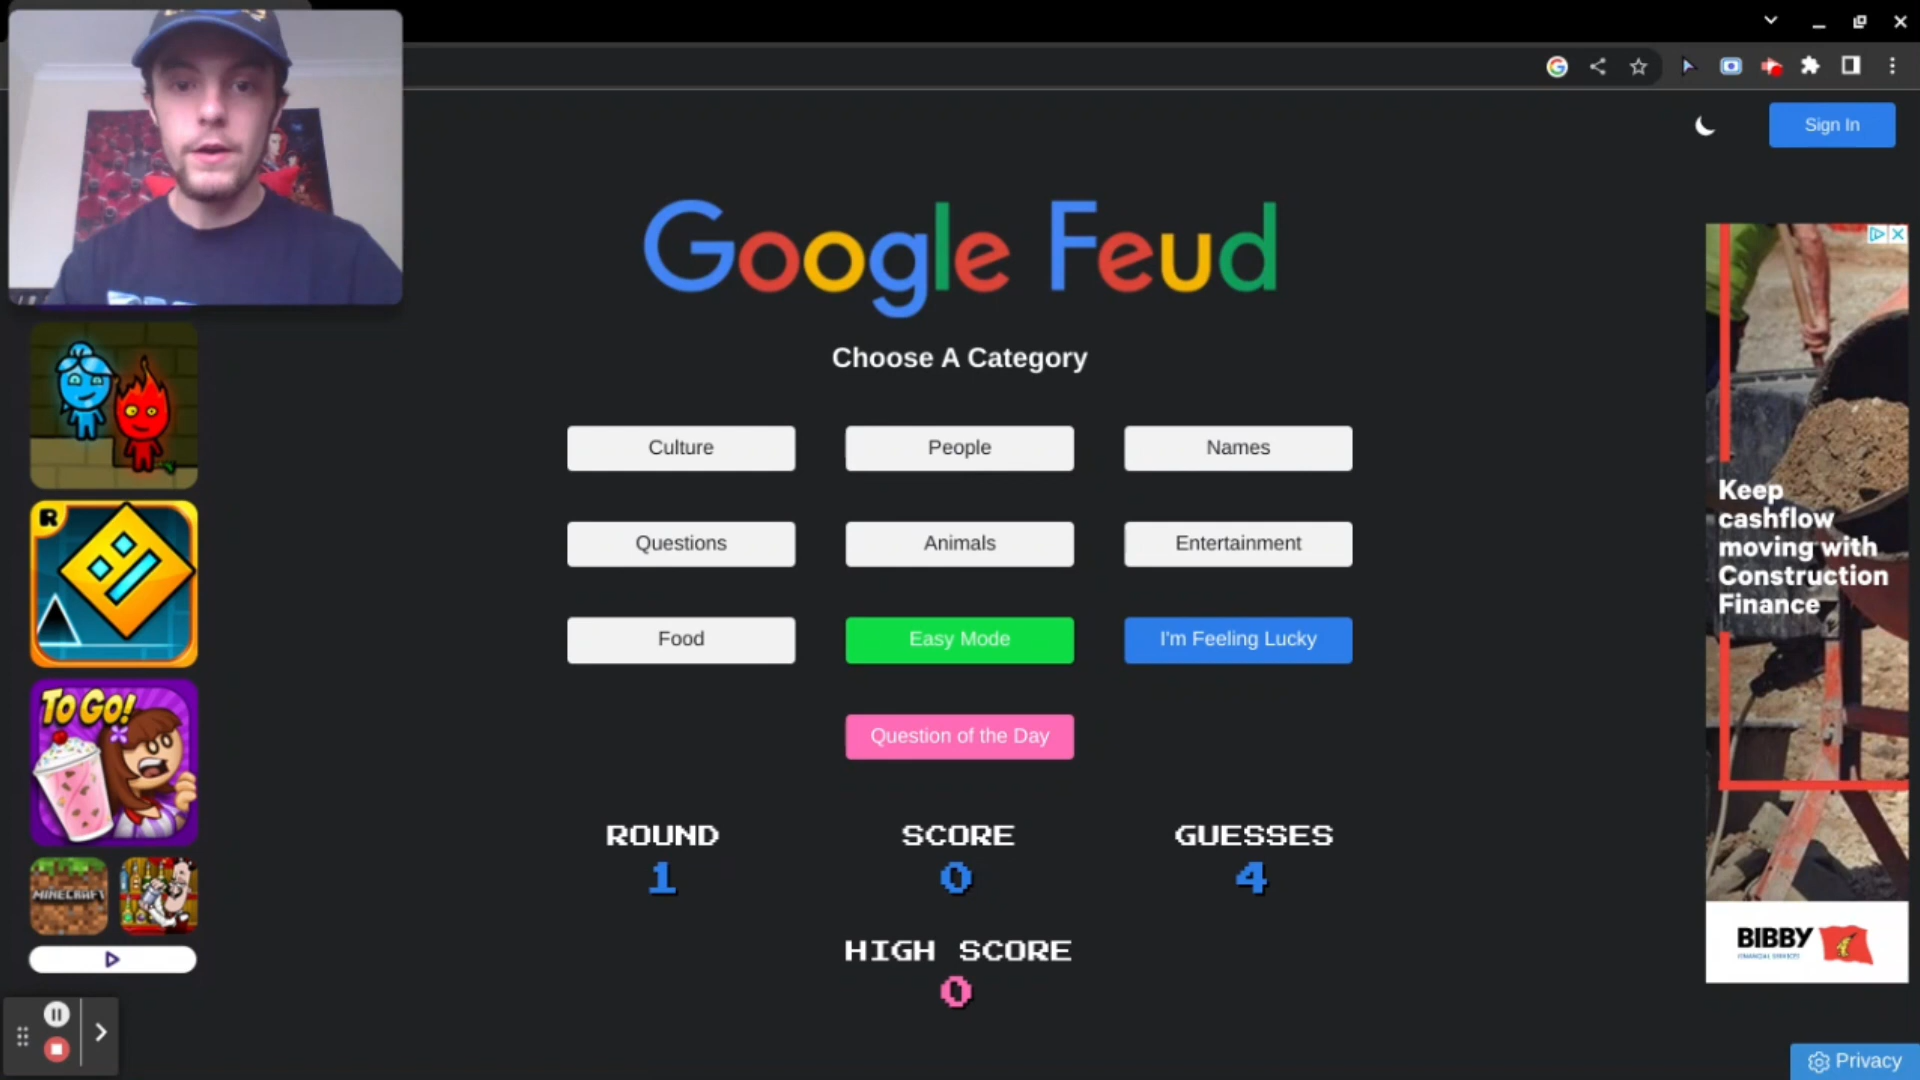 Sign In
Google Feud
Choose A Category
Culture
People
Names
Questions
Animals
Entertainment
Food
Easy Mode
I'm Feeling Lucky
Question of the Day
ROUND
SCORE
GUESSES
1
0
4
HIGH SCORE
0
R
TO GO!
MINECRAFT
Keep
cashflow
moving with
Construction
Finance
BIBBY
FINANCIAL SERVICES
Privacy